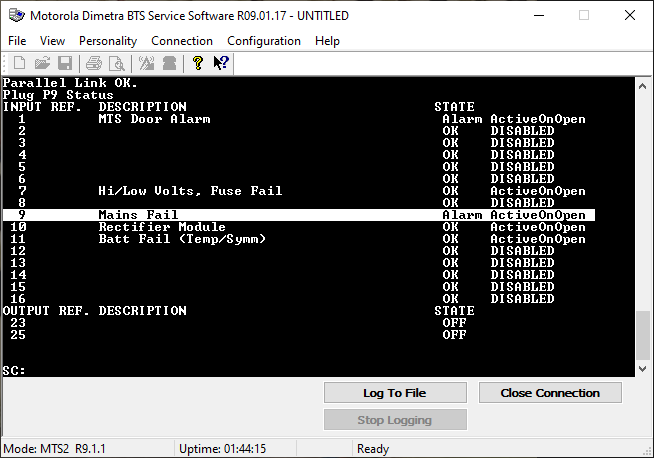 Motorola Dimetra BTS Service Software R09.01.17 - UNTITLED
File View Personality Connection Configuration Help
Parallel Link OK.
Plug P9 Status
INPUT REF. DESCRIPTION STATE
1 MTS Door Alarm Alarm ActiveOnOpen
2 OK DISABLED
3 OK DISABLED
4 OK DISABLED
5 OK DISABLED
6 OK DISABLED
7 Hi/Low Volts, Fuse Fail OK ActiveOnOpen
8 OK DISABLED
9 Mains Fail Alarm ActiveOnOpen
10 Rectifier Module OK ActiveOnOpen
11 Batt Fail (Temp/Symm) OK ActiveOnOpen
12 OK DISABLED
13 OK DISABLED
14 OK DISABLED
15 OK DISABLED
16 OK DISABLED
OUTPUT REF. DESCRIPTION STATE
23 OFF
25 OFF
SC:
Log To File Close Connection
Stop Logging
Mode: MTS2 R9.1.1 Uptime: 01:44:15 Ready